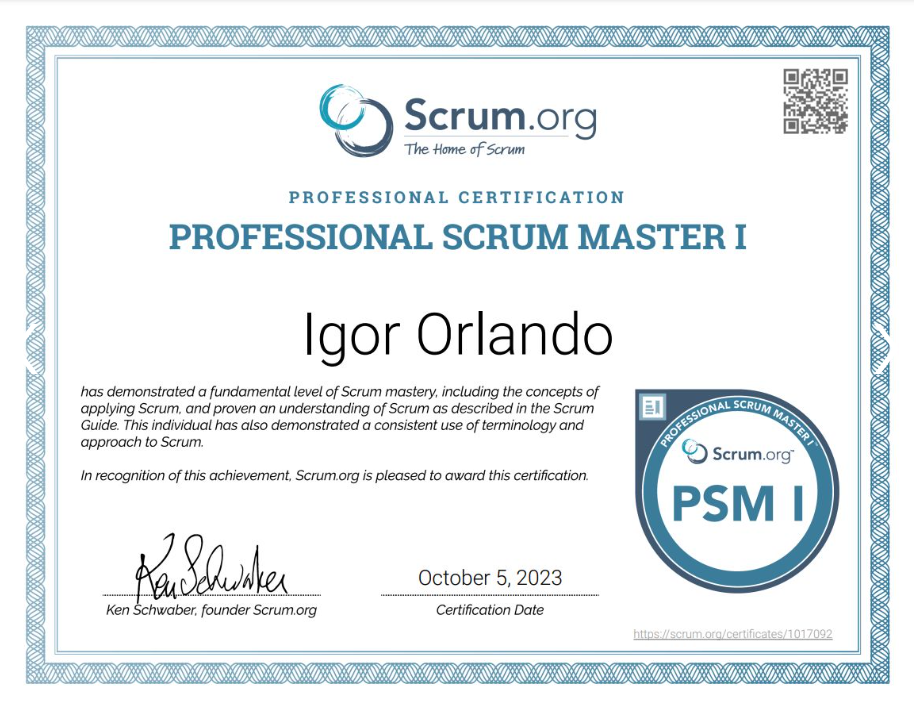 Scrum.org
The Home of Scrum
PROFESSIONAL CERTIFICATION
PROFESSIONAL SCRUM MASTER I
Igor Orlando
has demonstrated a fundamental level of Scrum mastery, including the concepts of
applying Scrum, and proven an understanding of Scrum as described in the Scrum
Guide. This individual has also demonstrated a consistent use of terminology and
approach to Scrum.
In recognition of this achievement, Scrum.org is pleased to award this certification.
PROFESSIONAL SCRUM MASTER I™
Scrum.org™
PSM I
Ken Schwaber
October 5, 2023
Ken Schwaber, founder Scrum.org
Certification Date
https://scrum.org/certificates/1017092